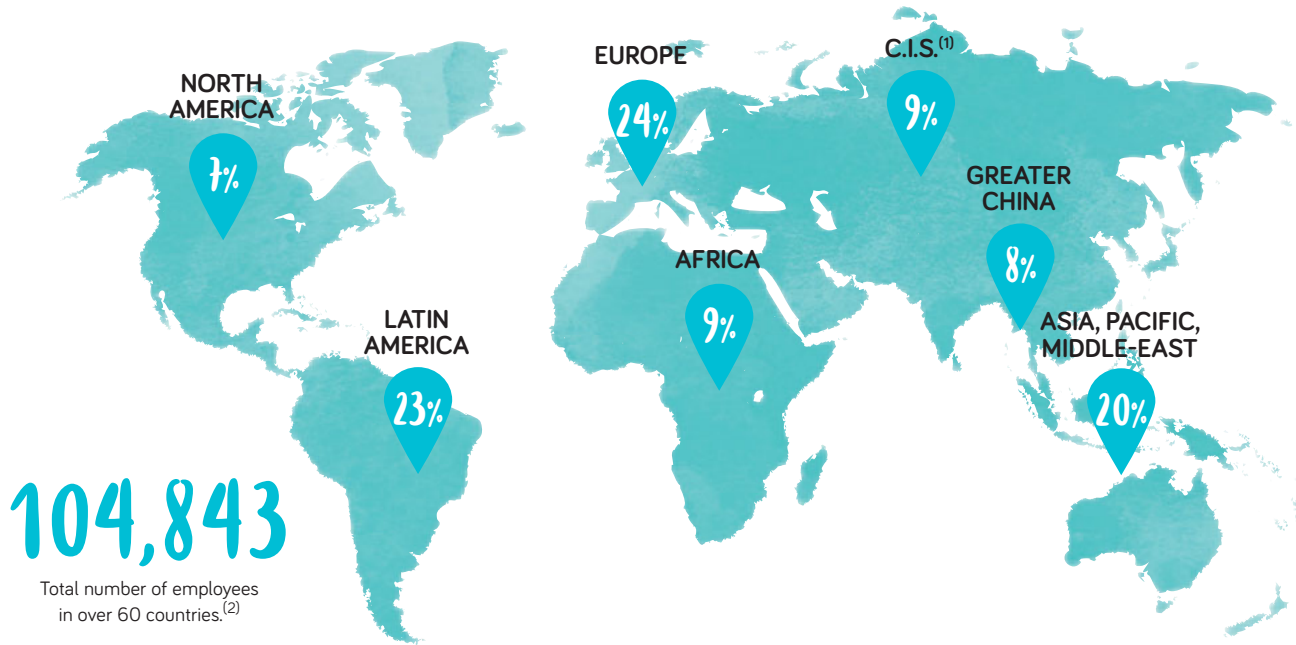 NORTH
AMERICA
7%
EUROPE
24%
C.I.S.(1)
9%
GREATER
CHINA
8%
AFRICA
9%
LATIN
AMERICA
23%
ASIA, PACIFIC,
MIDDLE-EAST
20%
104,843
Total number of employees
in over 60 countries.(2)